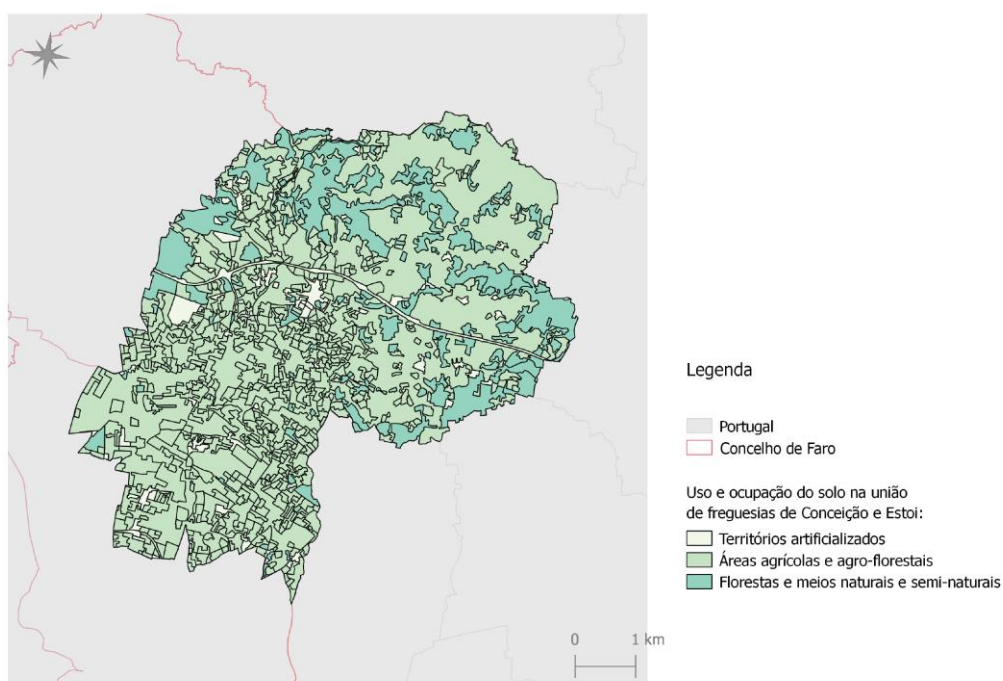 Legenda
Portugal
Concelho de Faro
Uso e ocupação do solo na união
de freguesias de Conceição e Estoi:
Territórios artificializados
Áreas agrícolas e agro-florestais
Florestas e meios naturais e semi-naturais
0 1 km